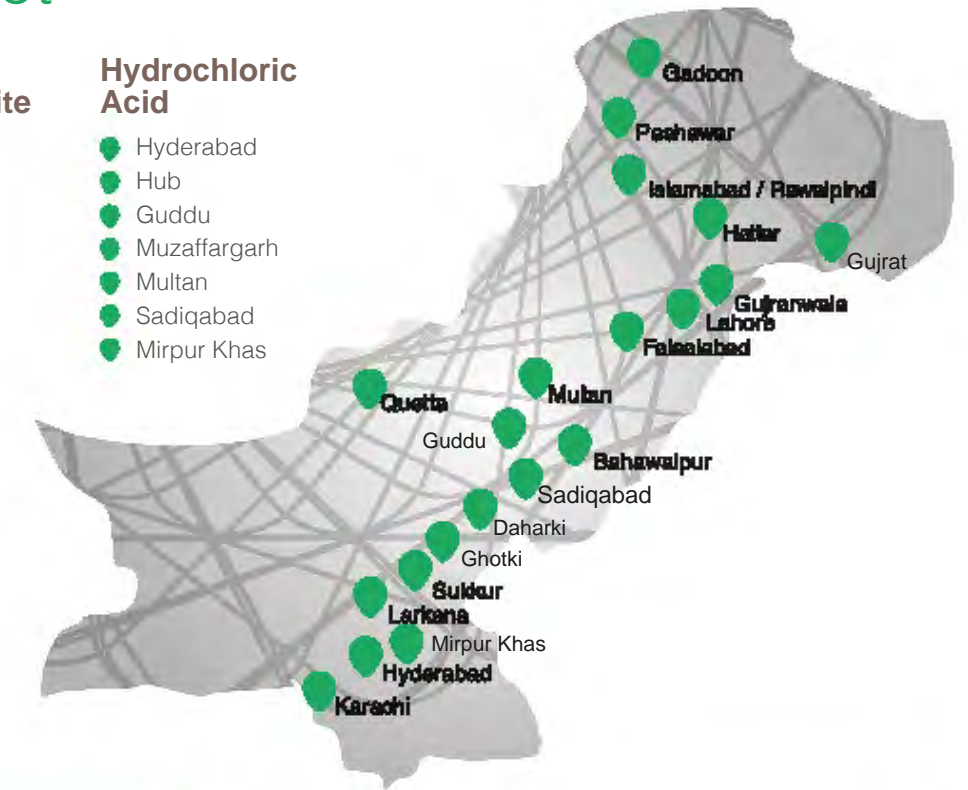 Hydrochloric
Acid
ite
Hyderabad
Hub
Guddu
Muzaffargarh
Multan
Sadiqabad
Mirpur Khas
Gadoon
Peshawar
Islamabad / Rawalpindi
Hattar
Gujrat
Gujranwala
Lahore
Faisalabad
Multan
Quetta
Guddu
Bahawalpur
Sadiqabad
Daharki
Ghotki
Sukkur
Larkana
Mirpur Khas
Hyderabad
Karachi